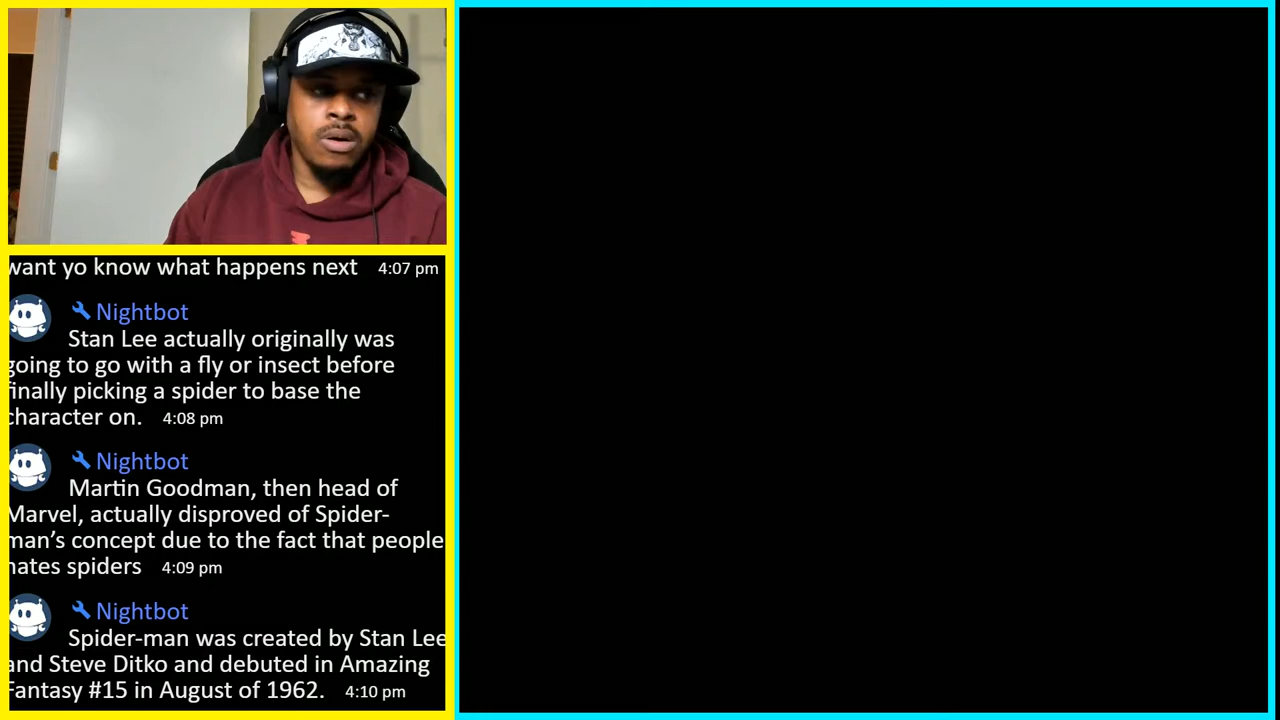 want yo know what happens next 4:07 pm
Nightbot
Stan Lee actually originally was
going to go with a fly or insect before
finally picking a spider to base the
character on. 4:08 pm
Nightbot
Martin Goodman, then head of
Marvel, actually disproved of Spider-
man's concept due to the fact that people
hates spiders 4:09 pm
Nightbot
Spider-man was created by Stan Lee
and Steve Ditko and debuted in Amazing
Fantasy #15 in August of 1962. 4:10 pm